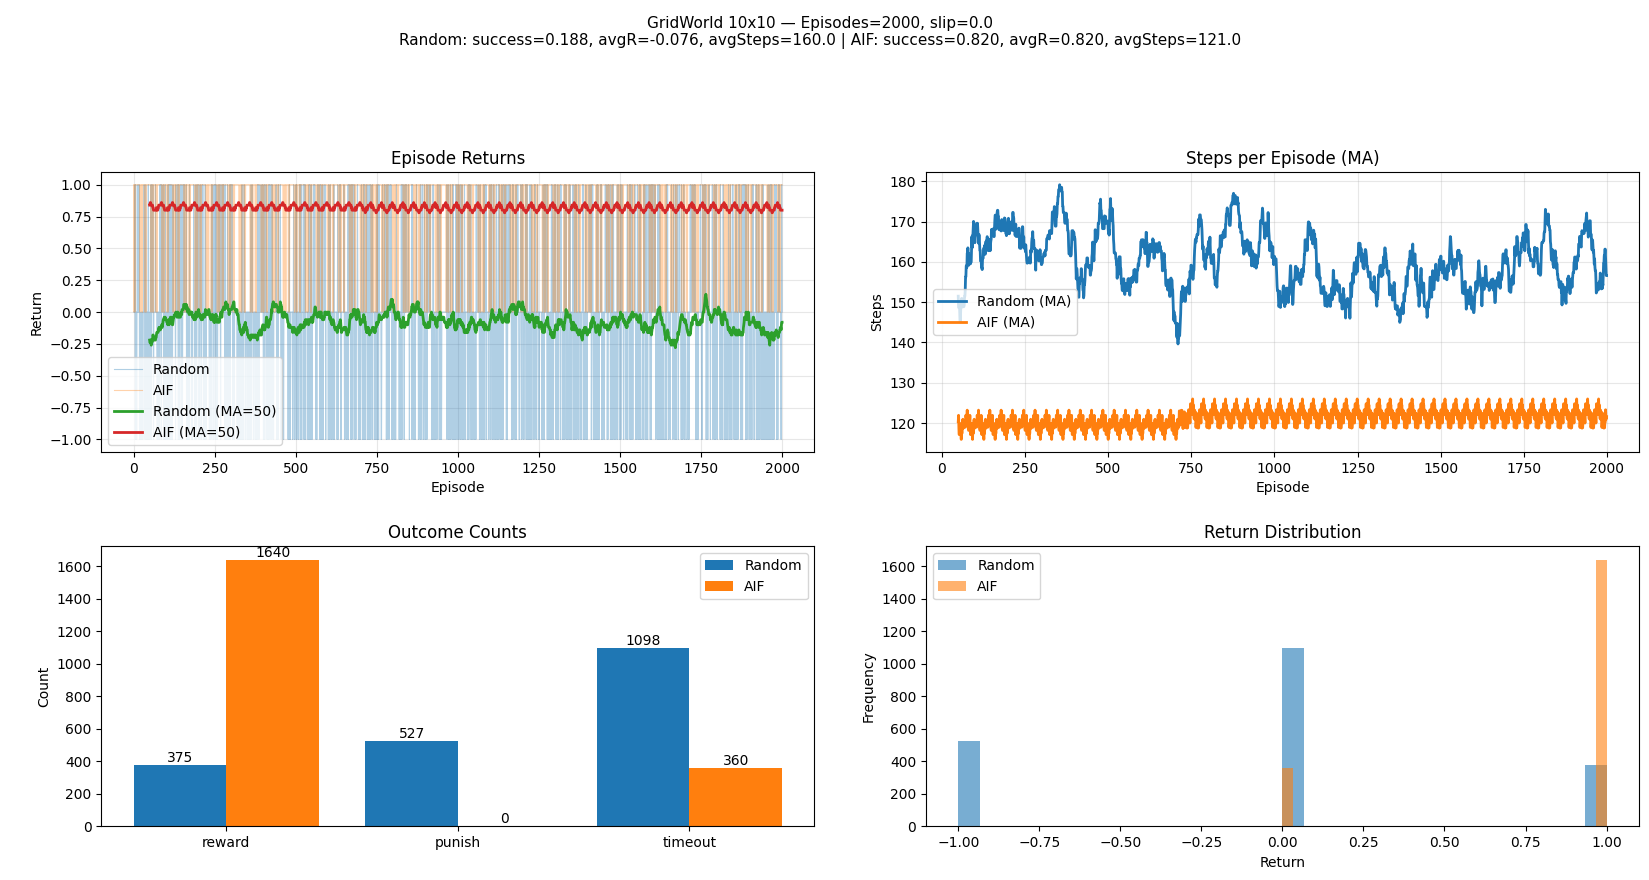 GridWorld 10x10 — Episodes=2000, slip=0.0
Random: success=0.188, avgR=-0.076, avgSteps=160.0 | AIF: success=0.820, avgR=0.820, avgSteps=121.0
Episode Returns
Return
1.00
0.75
0.50
0.25
0.00
−0.25
−0.50
−0.75
−1.00
Random
AIF
Random (MA=50)
AIF (MA=50)
0 250 500 750 1000 1250 1500 1750 2000
Episode
Steps per Episode (MA)
Steps
180
170
160
150
140
130
120
Random (MA)
AIF (MA)
0 250 500 750 1000 1250 1500 1750 2000
Episode
Outcome Counts
Count
1600
1400
1200
1000
800
600
400
200
0
Random
AIF
375 1640 527 0 1098 360
reward punish timeout
Return Distribution
Frequency
1600
1400
1200
1000
800
600
400
200
0
Random
AIF
−1.00 −0.75 −0.50 −0.25 0.00 0.25 0.50 0.75 1.00
Return